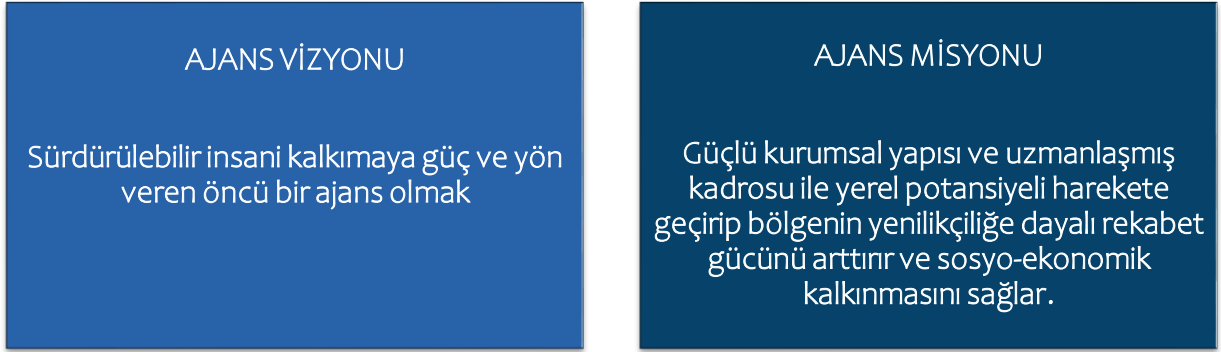 AJANS VİZYONU
Sürdürülebilir insani kalkımaya güç ve yön
veren öncü bir ajans olmak
AJANS MİSYONU
Güçlü kurumsal yapısı ve uzmanlaşmış
kadrosu ile yerel potansiyeli harekete
geçirip bölgenin yenilikçiliğe dayalı rekabet
gücünü arttırır ve sosyo-ekonomik
kalkınmasını sağlar.